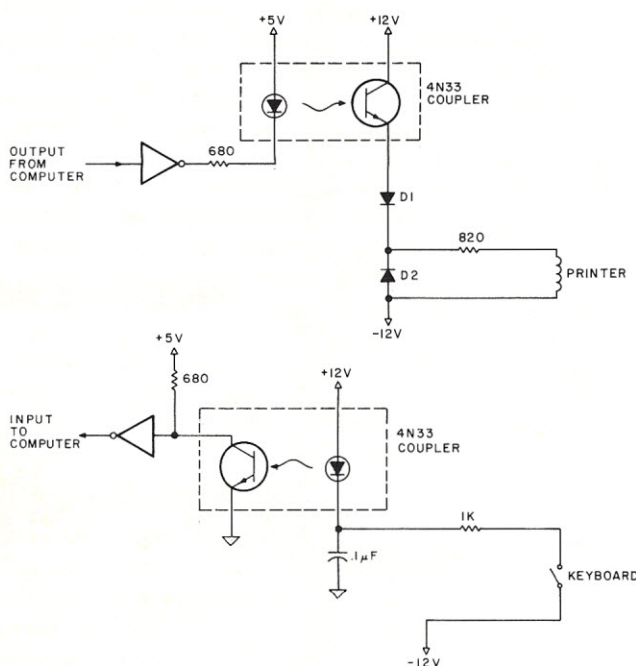 +5V
+12V
4N33
COUPLER
OUTPUT
FROM
COMPUTER
680
D1
820
D2
PRINTER
-12V
+5V
680
+12V
INPUT
TO
COMPUTER
4N33
COUPLER
1K
.1µF
KEYBOARD
-12V